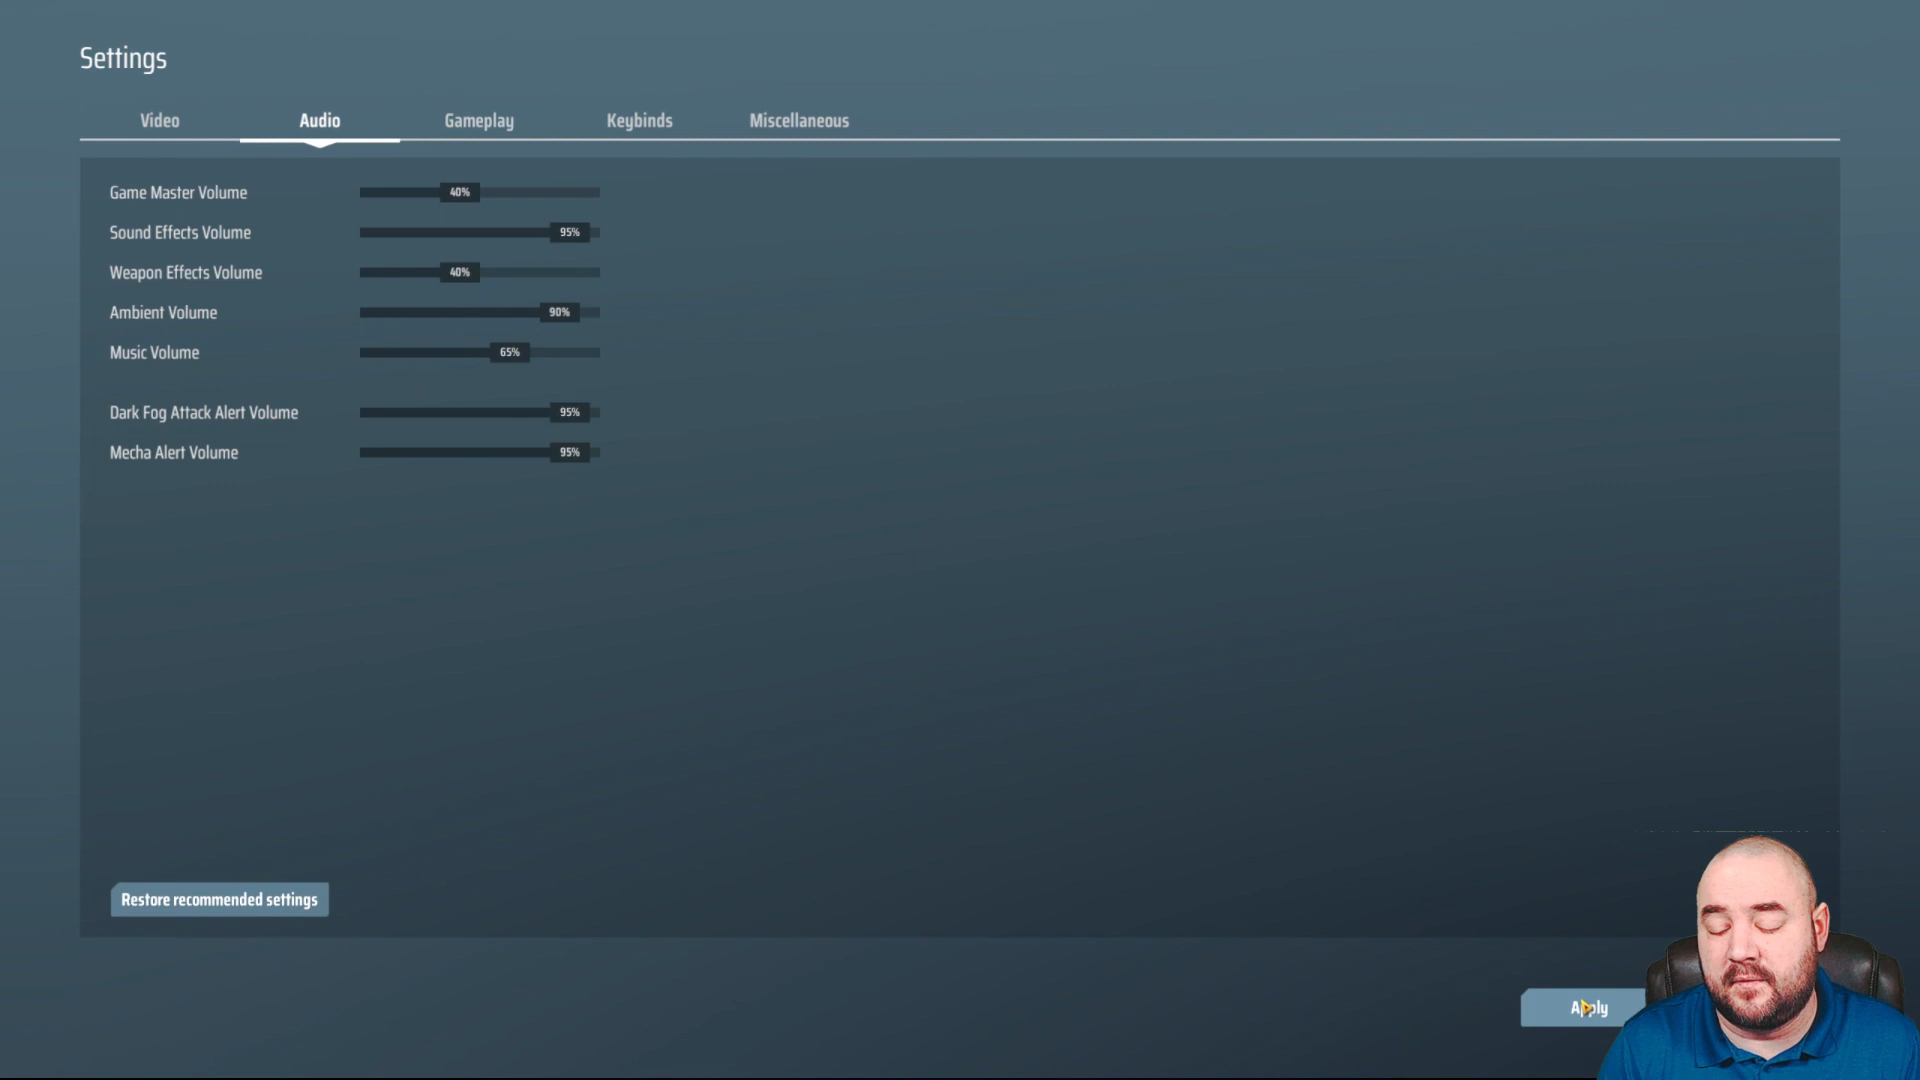 Settings
Video Audio Gameplay Keybinds Miscellaneous
Game Master Volume 40%
Sound Effects Volume 95%
Weapon Effects Volume 40%
Ambient Volume 90%
Music Volume 65%
Dark Fog Attack Alert Volume 95%
Mecha Alert Volume 95%
Restore recommended settings
Apply